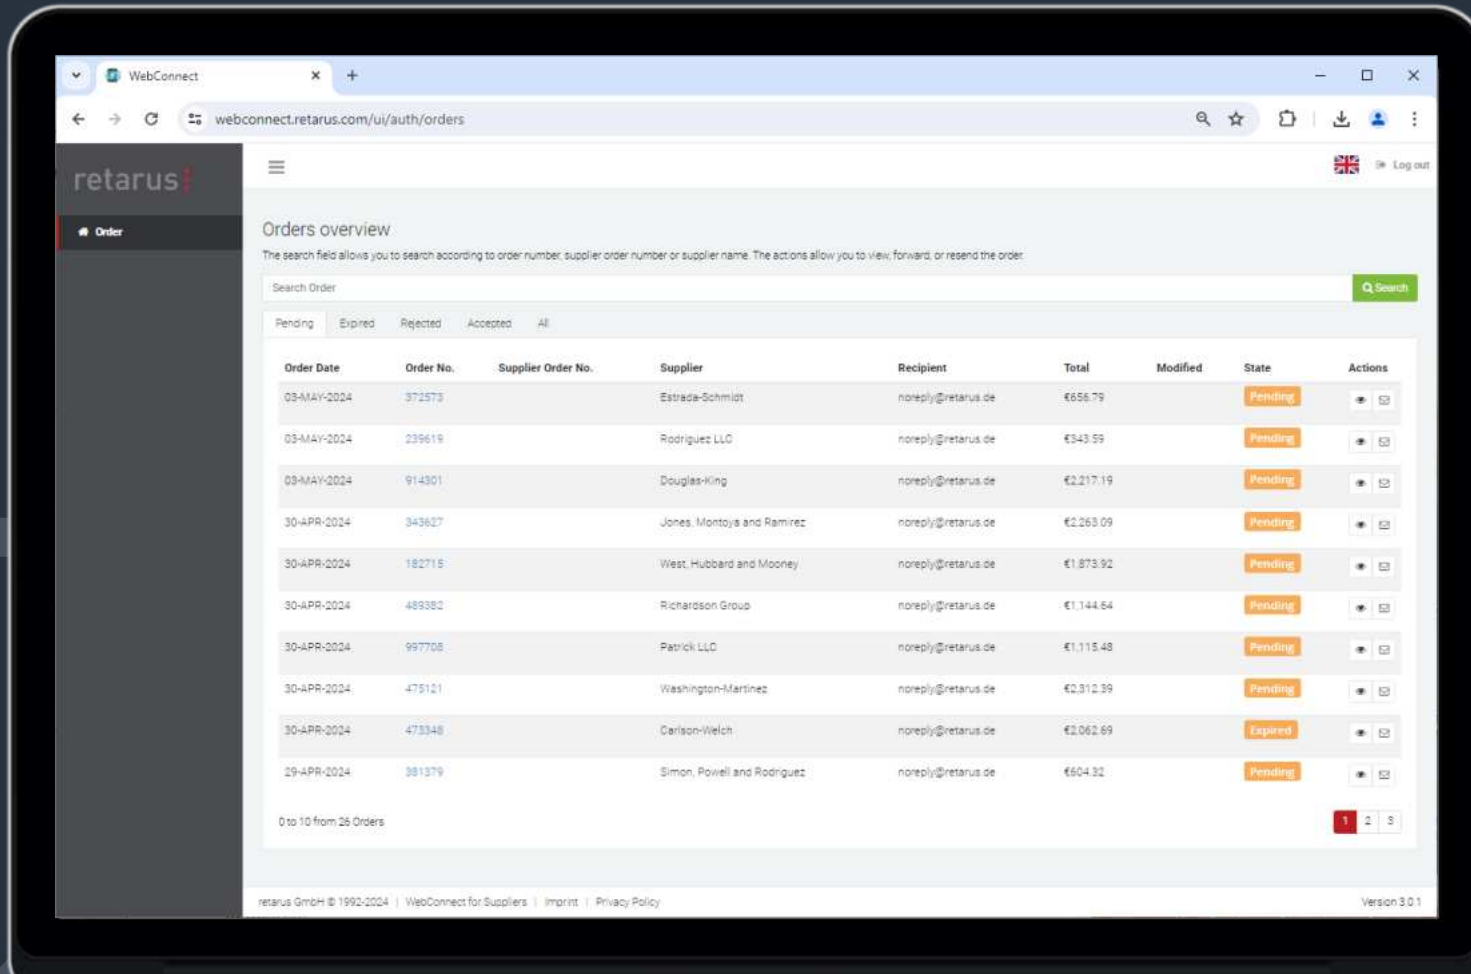 WebConnect
webconnect.retarus.com/ui/auth/orders
retarus
Log out
Order
Orders overview
The search field allows you to search according to order number, supplier order number or supplier name. The actions allow you to view, forward, or resend the order.
Search Order
Search
Pending Expired Rejected Accepted All
Order Date Order No. Supplier Order No. Supplier Recipient Total Modified State Actions
03-MAY-2024 372573 Estrada-Schmidt noreply@retarus.de €656.79 Pending
03-MAY-2024 239619 Rodriguez LLC noreply@retarus.de €343.59 Pending
03-MAY-2024 914301 Douglas-King noreply@retarus.de €2,217.19 Pending
30-APR-2024 343627 Jones, Montoya and Ramirez noreply@retarus.de €2,263.09 Pending
30-APR-2024 182715 West, Hubbard and Mooney noreply@retarus.de €1,873.92 Pending
30-APR-2024 489382 Richardson Group noreply@retarus.de €1,144.64 Pending
30-APR-2024 997708 Patrick LLC noreply@retarus.de €1,115.48 Pending
30-APR-2024 475121 Washington-Martinez noreply@retarus.de €2,312.39 Pending
30-APR-2024 473348 Carlson-Welch noreply@retarus.de €2,062.69 Expired
29-APR-2024 381379 Simon, Powell and Rodriguez noreply@retarus.de €604.32 Pending
0 to 10 from 26 Orders
1 2 3
retarus GmbH © 1992-2024 | WebConnect for Suppliers | Imprint | Privacy Policy
Version 3.0.1